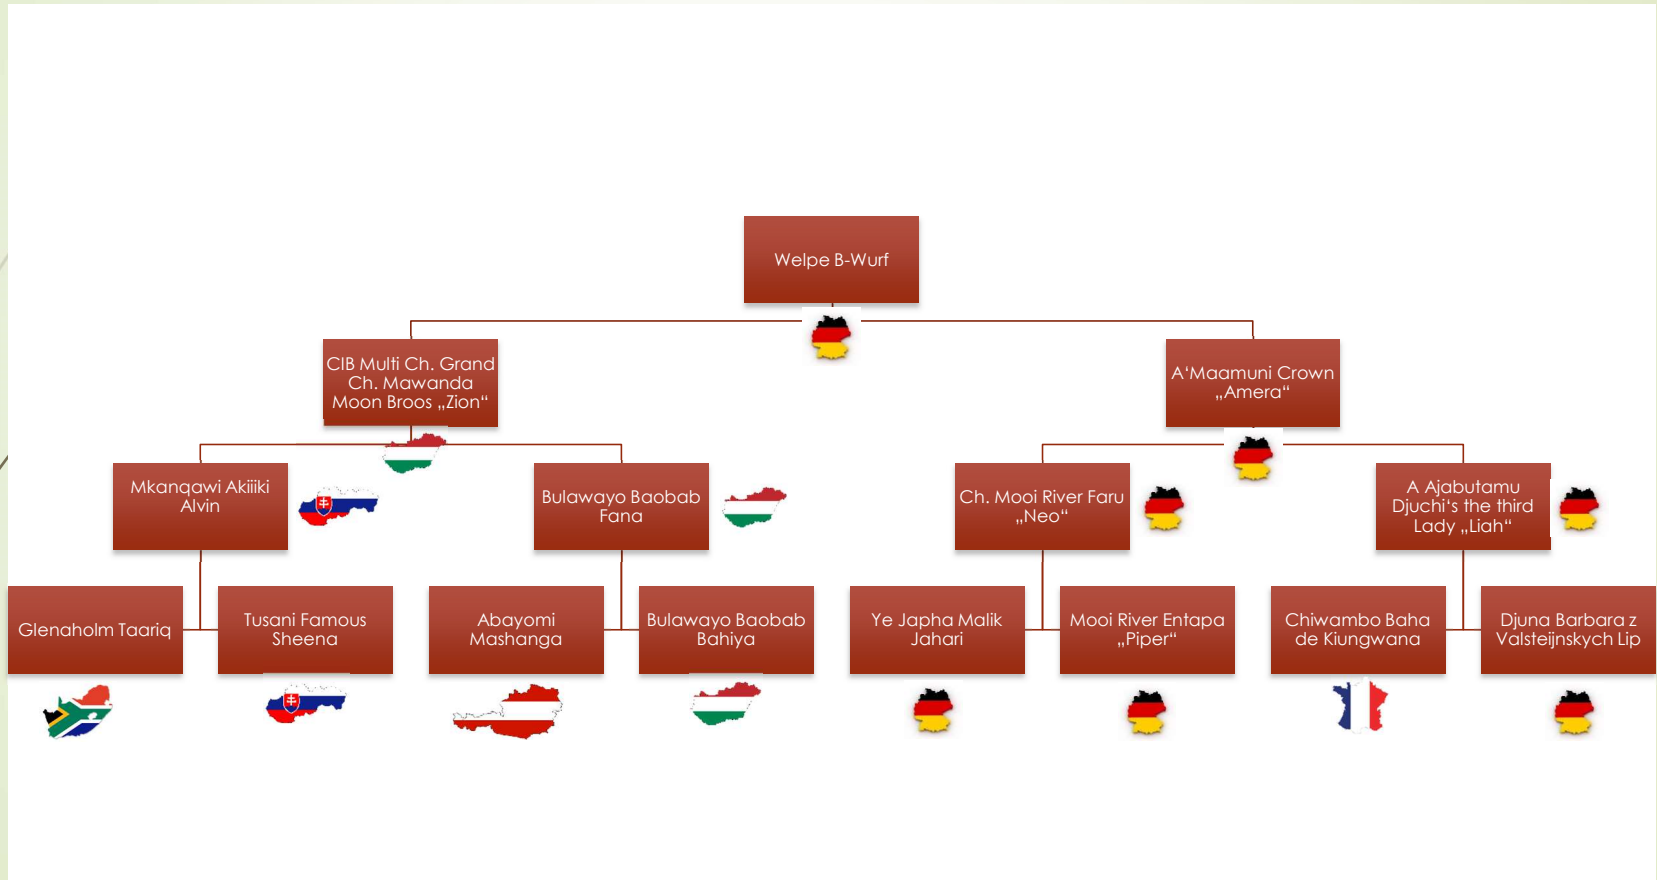 Welpe B-Wurf
CIB Multi Ch. Grand
Ch. Mawanda
Moon Broos „Zion“
A‘Maamuni Crown
„Amera“
Mkanqawi Akiiiki
Alvin
Bulawayo Baobab
Fana
Ch. Mooi River Faru
„Neo“
A Ajabutamu
Djuchi‘s the third
Lady „Liah“
Glenaholm Taariq
Tusani Famous
Sheena
Abayomi
Mashanga
Bulawayo Baobab
Bahiya
Ye Japha Malik
Jahari
Mooi River Entapa
„Piper“
Chiwambo Baha
de Kiungwana
Djuna Barbara z
Valsteijnskych Lip